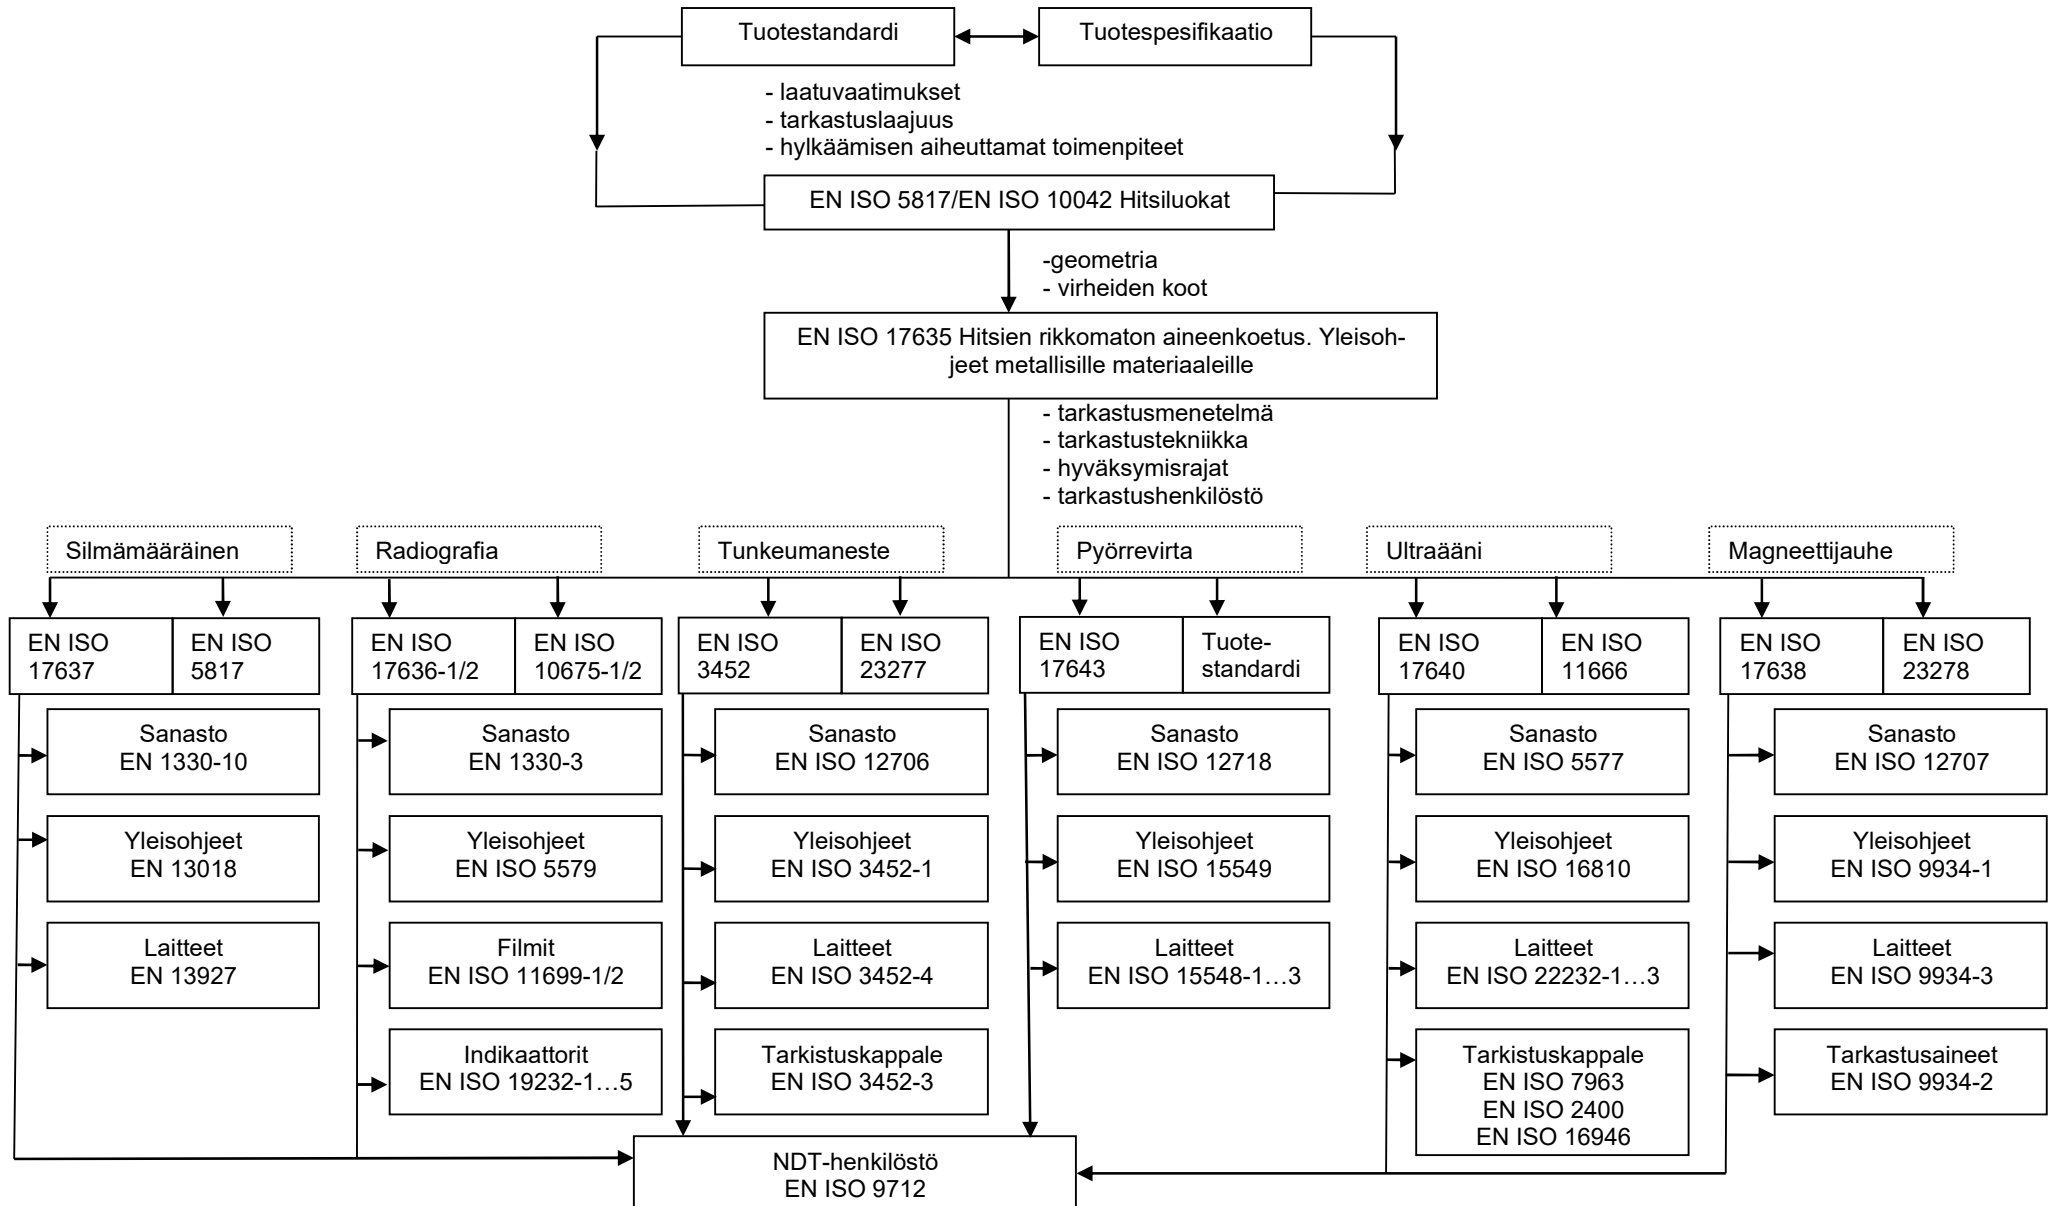 Tuotestandardi
Tuotespesifikaatio
- laatuvaatimukset
- tarkastuslaajuus
- hylkäämisen aiheuttamat toimenpiteet
EN ISO 5817/EN ISO 10042 Hitsiluokat
-geometria
- virheiden koot
EN ISO 17635 Hitsien rikkomaton aineenkoetus. Yleisoh-
jeet metallisille materiaaleille
- tarkastusmenetelmä
- tarkastustekniikka
- hyväksymisrajat
- tarkastushenkilöstö
Silmämääräinen
EN ISO
17637
EN ISO
5817
Sanasto
EN 1330-10
Yleisohjeet
EN 13018
Laitteet
EN 13927
Radiografia
EN ISO
17636-1/2
EN ISO
10675-1/2
Sanasto
EN 1330-3
Yleisohjeet
EN ISO 5579
Filmit
EN ISO 11699-1/2
Indikaattorit
EN ISO 19232-1…5
Tunkeumaneste
EN ISO
3452
EN ISO
23277
Sanasto
EN ISO 12706
Yleisohjeet
EN ISO 3452-1
Laitteet
EN ISO 3452-4
Tarkistuskappale
EN ISO 3452-3
Pyörrevirta
EN ISO
17643
Tuote-
standardi
Sanasto
EN ISO 12718
Yleisohjeet
EN ISO 15549
Laitteet
EN ISO 15548-1…3
Ultraääni
EN ISO
17640
EN ISO
11666
Sanasto
EN ISO 5577
Yleisohjeet
EN ISO 16810
Laitteet
EN ISO 22232-1…3
Tarkistuskappale
EN ISO 7963
EN ISO 2400
EN ISO 16946
Magneettijauhe
EN ISO
17638
EN ISO
23278
Sanasto
EN ISO 12707
Yleisohjeet
EN ISO 9934-1
Laitteet
EN ISO 9934-3
Tarkastusaineet
EN ISO 9934-2
NDT-henkilöstö
EN ISO 9712